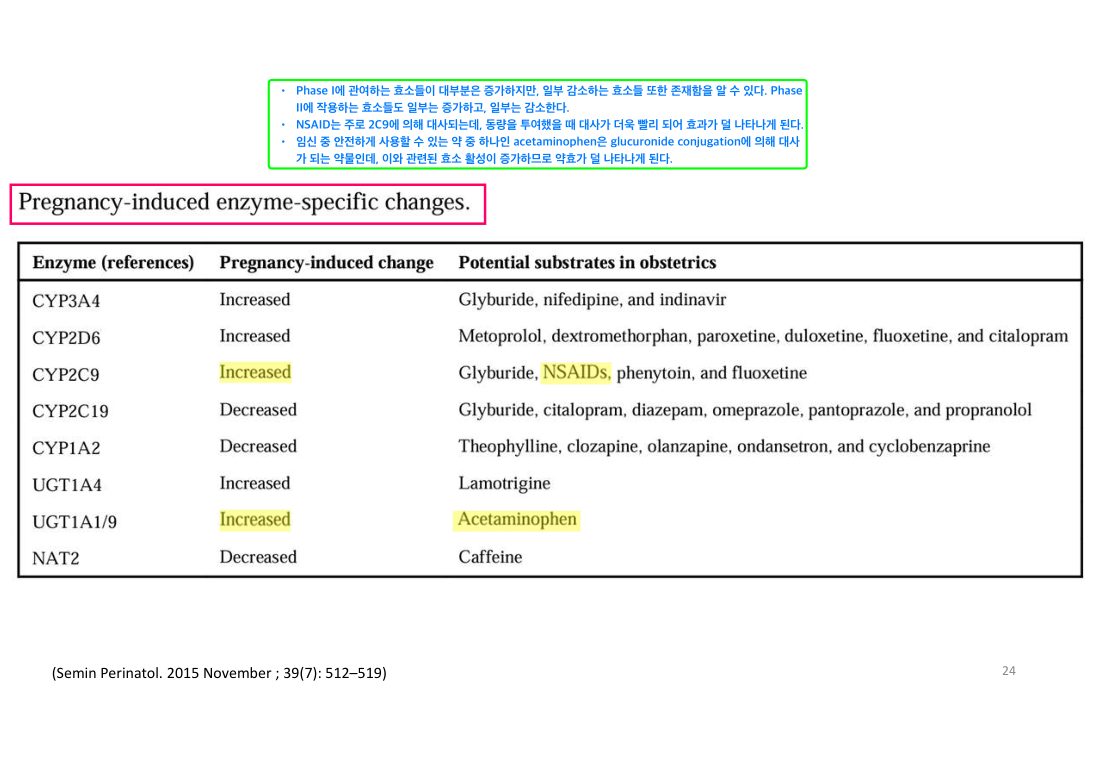 • Phase I에 관여하는 효소들이 대부분은 증가하지만, 일부 감소하는 효소들 또한 존재함을 알 수 있다. Phase
II에 작용하는 효소들도 일부는 증가하고, 일부는 감소한다.
• NSAID는 주로 2C9에 의해 대사되는데, 동량을 투여했을 때 대사가 더욱 빨리 되어 효과가 덜 나타나게 된다.
• 임신 중 안전하게 사용할 수 있는 약 중 하나인 acetaminophen은 glucuronide conjugation에 의해 대사
가 되는 약물인데, 이와 관련된 효소 활성이 증가하므로 약효가 덜 나타나게 된다.
Pregnancy-induced enzyme-specific changes.
Enzyme (references) Pregnancy-induced change Potential substrates in obstetrics
CYP3A4 Increased Glyburide, nifedipine, and indinavir
CYP2D6 Increased Metoprolol, dextromethorphan, paroxetine, duloxetine, fluoxetine, and citalopram
CYP2C9 Increased Glyburide, NSAIDs, phenytoin, and fluoxetine
CYP2C19 Decreased Glyburide, citalopram, diazepam, omeprazole, pantoprazole, and propranolol
CYP1A2 Decreased Theophylline, clozapine, olanzapine, ondansetron, and cyclobenzaprine
UGT1A4 Increased Lamotrigine
UGT1A1/9 Increased Acetaminophen
NAT2 Decreased Caffeine
(Semin Perinatol. 2015 November ; 39(7): 512–519)
24